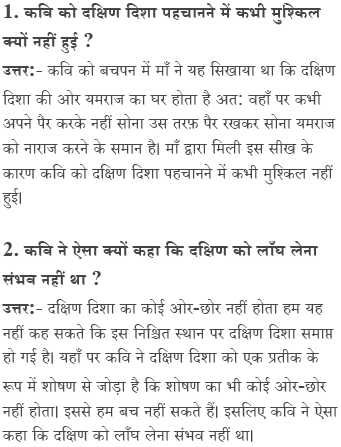 1. कवि को दक्षिण दिशा पहचानने में कभी मुश्किल
क्यों नहीं हुई ?
उत्तर:- कवि को बचपन में माँ ने यह सिखाया था कि दक्षिण
दिशा की ओर यमराज का घर होता है अत: वहाँ पर कभी
अपने पैर करके नहीं सोना उस तरफ़ पैर रखकर सोना यमराज
को नाराज करने के समान है। माँ द्वारा मिली इस सीख के
कारण कवि को दक्षिण दिशा पहचानने में कभी मुश्किल नहीं
हुई।
2. कवि ने ऐसा क्यों कहा कि दक्षिण को लाँघ लेना
संभव नहीं था ?
उत्तर:- दक्षिण दिशा का कोई ओर-छोर नहीं होता हम यह
नहीं कह सकते कि इस निश्चित स्थान पर दक्षिण दिशा समाप्त
हो गई है। यहाँ पर कवि ने दक्षिण दिशा को एक प्रतीक के
रूप में शोषण से जोड़ा है कि शोषण का भी कोई ओर-छोर
नहीं होता। इससे हम बच नहीं सकते हैं। इसलिए कवि ने ऐसा
कहा कि दक्षिण को लाँघ लेना संभव नहीं था।